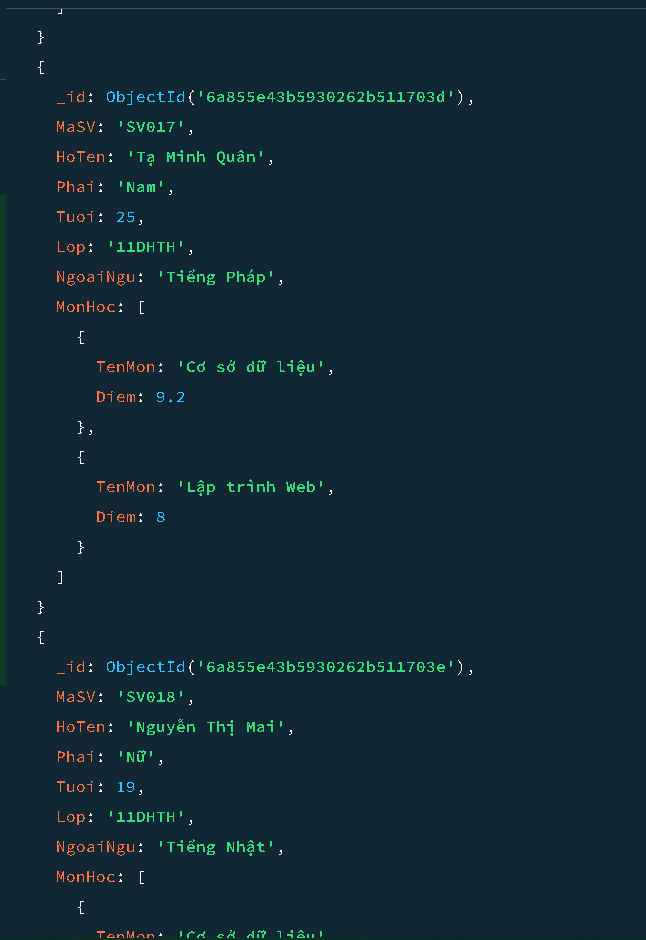 ]
}
{
_id: ObjectId('6a855e43b5930262b511703d'),
MaSV: 'SV017',
HoTen: 'Tạ Minh Quân',
Phai: 'Nam',
Tuoi: 25,
Lop: '11DHTH',
NgoaiNgu: 'Tiếng Pháp',
MonHoc: [
{
TenMon: 'Cơ sở dữ liệu',
Diem: 9.2
},
{
TenMon: 'Lập trình Web',
Diem: 8
}
]
}
{
_id: ObjectId('6a855e43b5930262b511703e'),
MaSV: 'SV018',
HoTen: 'Nguyễn Thị Mai',
Phai: 'Nữ',
Tuoi: 19,
Lop: '11DHTH',
NgoaiNgu: 'Tiếng Nhật',
MonHoc: [
{
TenMon: 'Cơ sở dữ liệu'